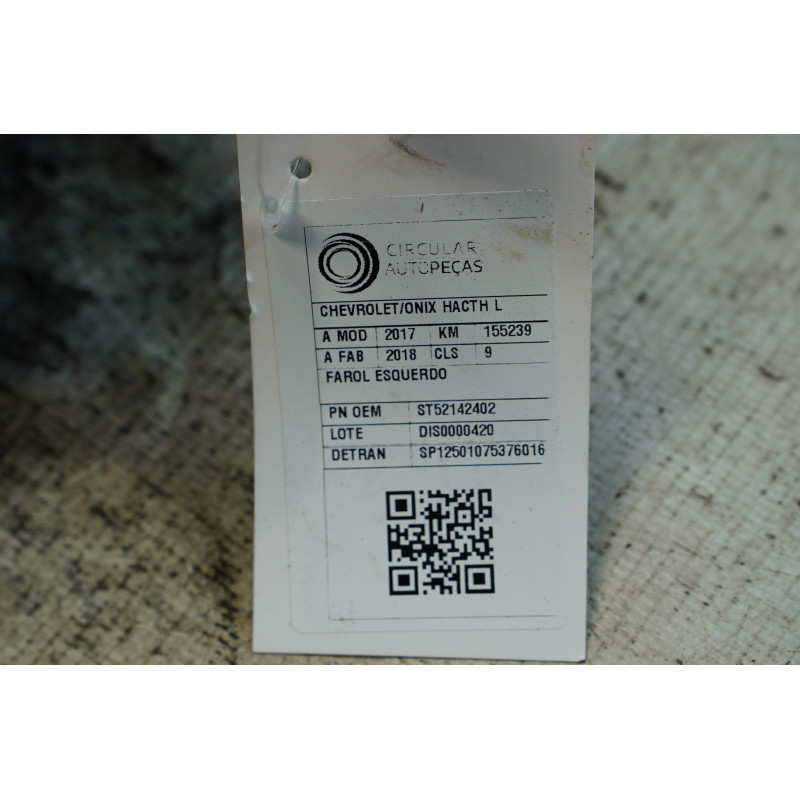 CIRCULAR
AUTOPEÇAS
CHEVROLET/ONIX HACTH L
A MOD 2017 KM 155239
A FAB 2018 CLS 9
FAROL ESQUERDO
PN OEM ST52142402
LOTE DIS0000420
DETRAN SP12501075376016